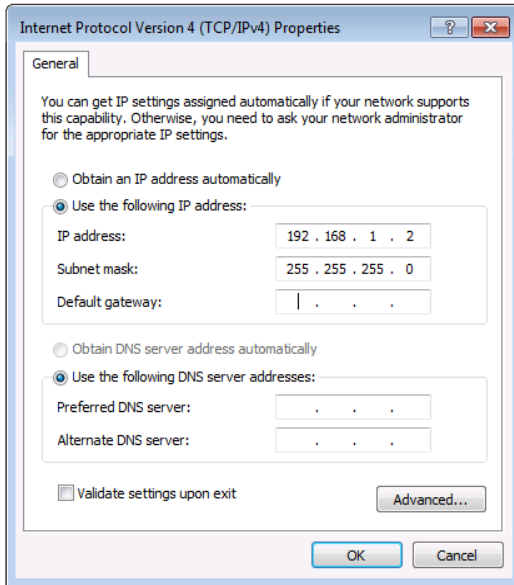 Internet Protocol Version 4 (TCP/IPv4) Properties
General
You can get IP settings assigned automatically if your network supports
this capability. Otherwise, you need to ask your network administrator
for the appropriate IP settings.
Obtain an IP address automatically
Use the following IP address:
IP address: 192 . 168 . 1 . 2
Subnet mask: 255 . 255 . 255 . 0
Default gateway: . . .
Obtain DNS server address automatically
Use the following DNS server addresses:
Preferred DNS server: . . .
Alternate DNS server: . . .
Validate settings upon exit
Advanced...
OK Cancel